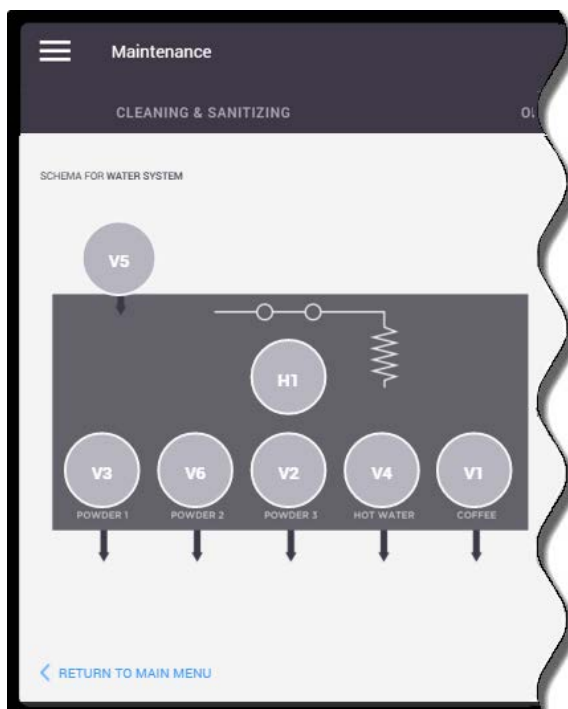 Maintenance
CLEANING & SANITIZING
SCHEMA FOR WATER SYSTEM
V5
H1
V3 V6 V2 V4 V1
POWDER 1 POWDER 2 POWDER 3 HOT WATER COFFEE
RETURN TO MAIN MENU